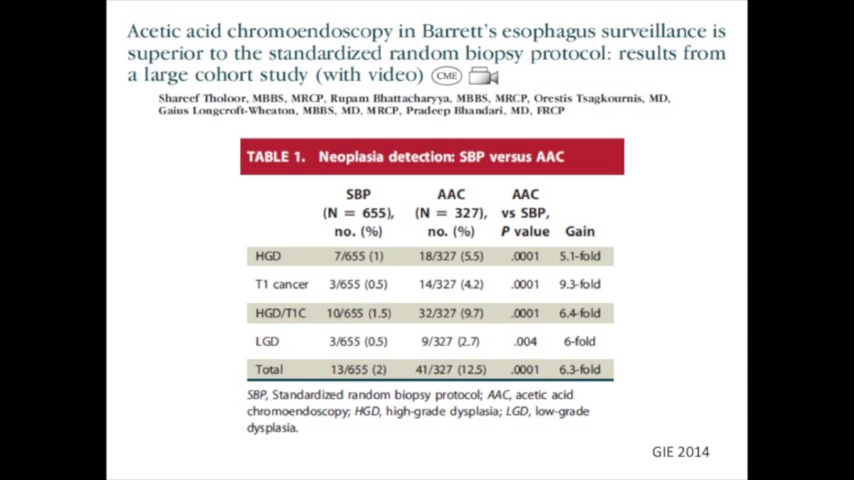 Acetic acid chromoendoscopy in Barrett's esophagus surveillance is
superior to the standardized random biopsy protocol: results from
a large cohort study (with video) CME
Shareef Tholoor, MBBS, MRCP, Rupam Bhattacharyya, MBBS, MRCP, Orestis Tsagkournis, MD,
Gaius Longcroft-Wheaton, MBBS, MD, MRCP, Pradeep Bhandari, MD, FRCP
TABLE 1. Neoplasia detection: SBP versus AAC
SBP AAC AAC
(N = 655), (N = 327), vs SBP,
no. (%) no. (%) P value Gain
HGD 7/655 (1) 18/327 (5.5) .0001 5.1-fold
T1 cancer 3/655 (0.5) 14/327 (4.2) .0001 9.3-fold
HGD/T1C 10/655 (1.5) 32/327 (9.7) .0001 6.4-fold
LGD 3/655 (0.5) 9/327 (2.7) .004 6-fold
Total 13/655 (2) 41/327 (12.5) .0001 6.3-fold
SBP, Standardized random biopsy protocol; AAC, acetic acid
chromoendoscopy; HGD, high-grade dysplasia; LGD, low-grade
dysplasia.
GIE 2014